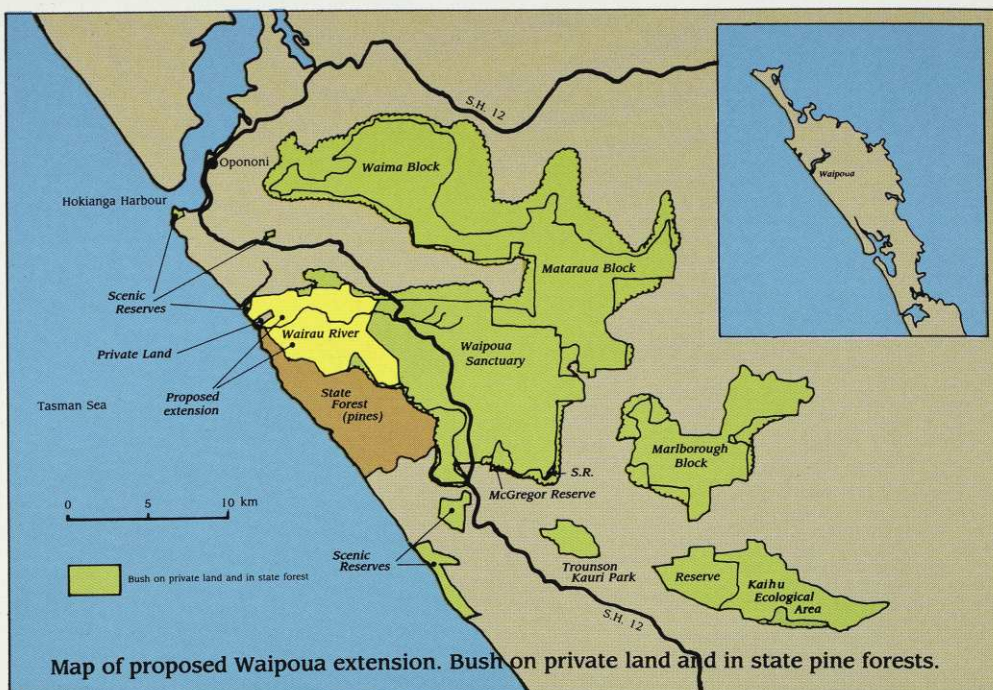 S.H. 12
Opononi
Waima Block
Hokianga Harbour
Waipoua
Mataraua Block
Scenic
Reserves
Wairau River
Waipoua
Sanctuary
Private Land
Proposed
extension
State
Forest
(pines)
Tasman Sea
Marlborough
Block
S.R.
McGregor Reserve
0 5 10 km
Scenic
Reserves
Trounson
Kauri Park
Reserve
Kaihu
Ecological
Area
Bush on private land and in state forest
S.H. 12
Map of proposed Waipoua extension. Bush on private land and in state pine forests.